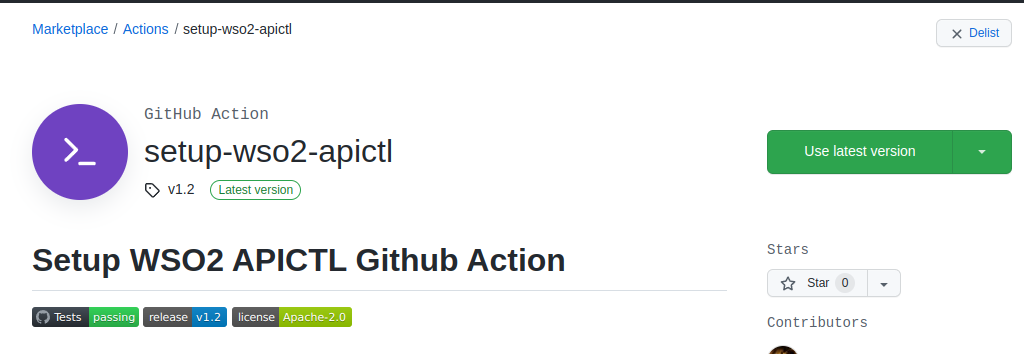 Marketplace / Actions / setup-wso2-apictl
Delist
GitHub Action
setup-wso2-apictl
v1.2 Latest version
Use latest version
Setup WSO2 APICTL Github Action
Tests passing release v1.2 license Apache-2.0
Stars
Star 0
Contributors